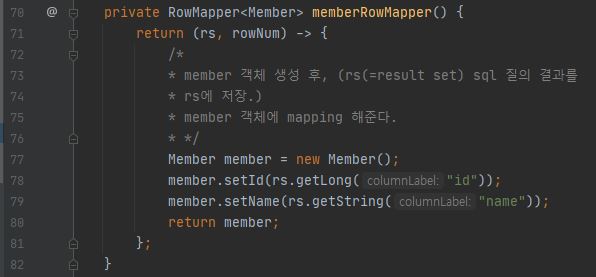 70 @ private RowMapper<Member> memberRowMapper() {
71 return (rs, rowNum) -> {
72 /*
73 * member 객체 생성 후, (rs(=result set) sql 질의 결과를
74 * rs에 저장.)
75 * member 객체에 mapping 해준다.
76 * */
77 Member member = new Member();
78 member.setId(rs.getLong( columnLabel: "id"));
79 member.setName(rs.getString( columnLabel: "name"));
80 return member;
81 };
82 }